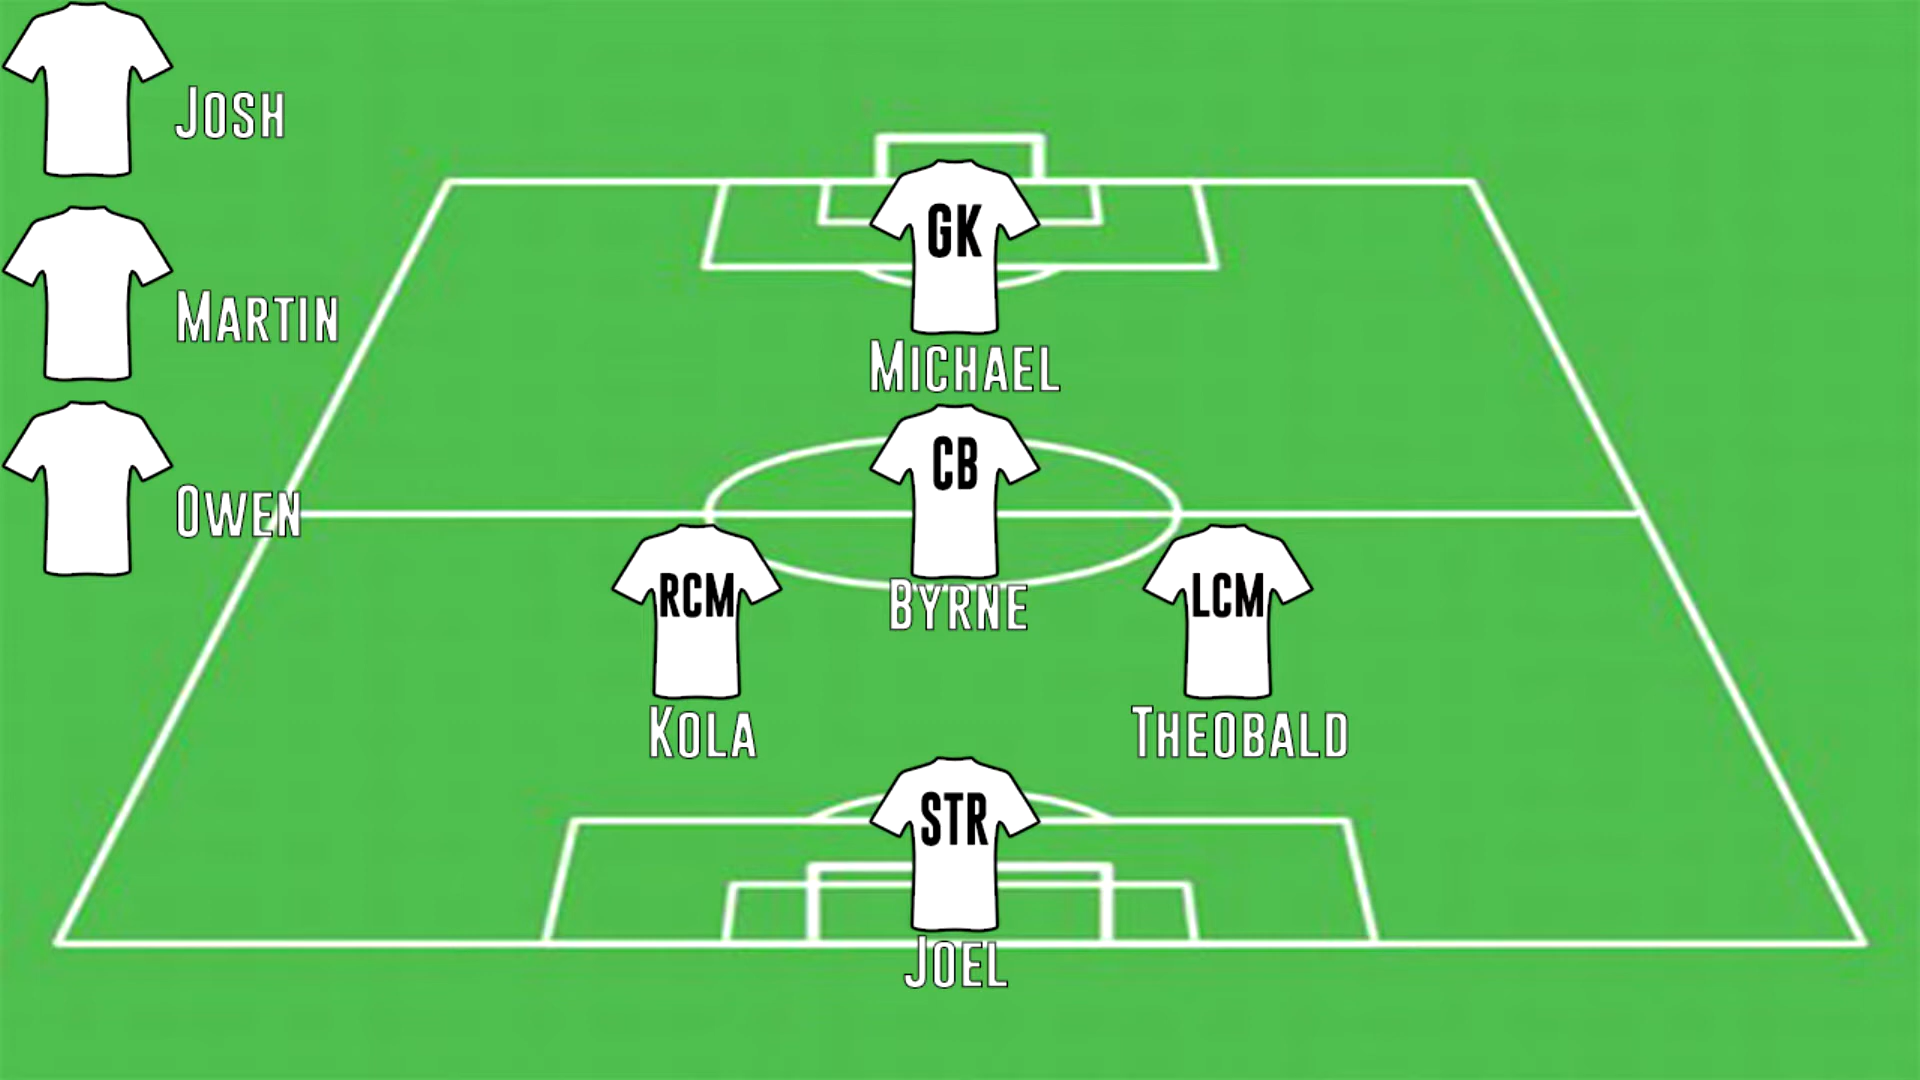 Josh
Martin
Owen
GK
Michael
CB
Byrne
RCM
Kola
LCM
Theobald
STR
Joel